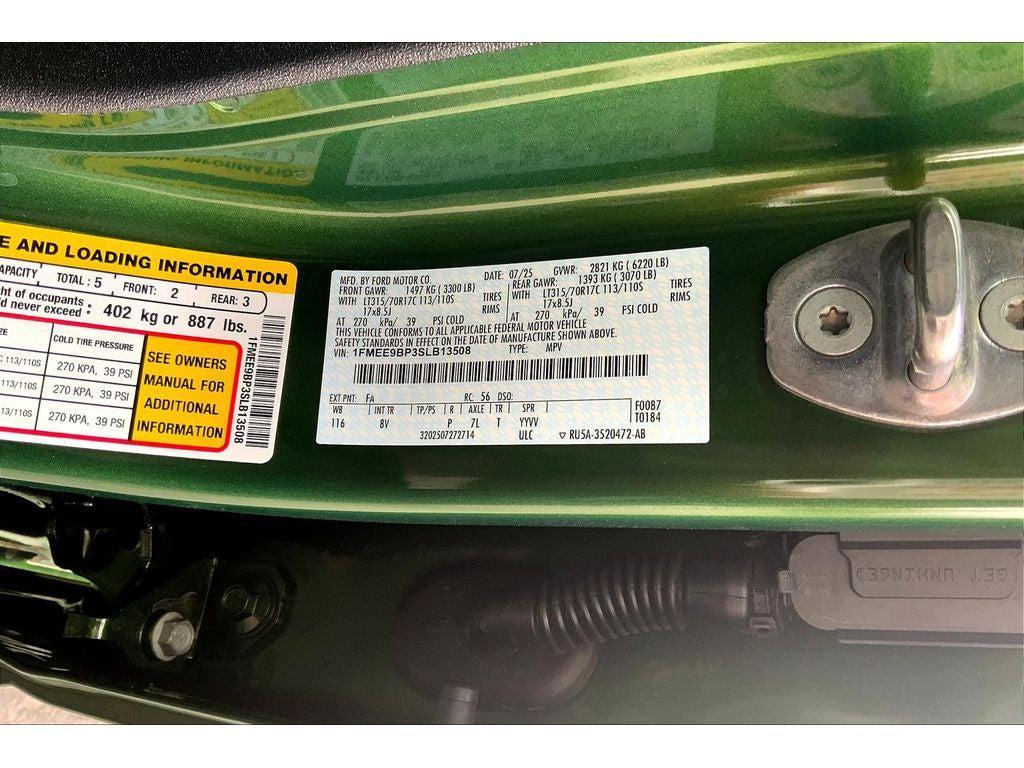 E AND LOADING INFORMATION
CAPACITY TOTAL : 5 FRONT: 2 REAR: 3
ht of occupants
ld never exceed : 402 kg or 887 lbs.
ZE COLD TIRE PRESSURE
C 113/110S 270 KPA, 39 PSI
113/110S 270 KPA, 39 PSI
113/110S 270 KPA, 39 PSI
SEE OWNERS
MANUAL FOR
ADDITIONAL
INFORMATION
1FMEE9BP3SLB13508
MFD. BY FORD MOTOR CO. DATE: 07/25 GVWR: 2821 KG ( 6220 LB)
FRONT GAWR: 1497 KG ( 3300 LB) REAR GAWR: 1393 KG ( 3070 LB)
WITH LT315/70R17C 113/110S TIRES WITH LT315/70R17C 113/110S TIRES
17x8.5J RIMS 17x8.5J RIMS
AT 270 kPa/ 39 PSI COLD AT 270 kPa/ 39 PSI COLD
THIS VEHICLE CONFORMS TO ALL APPLICABLE FEDERAL MOTOR VEHICLE
SAFETY STANDARDS IN EFFECT ON THE DATE OF MANUFACTURE SHOWN ABOVE.
VIN: 1FMEE9BP3SLB13508 TYPE: MPV
EXT PNT: FA RC: 56 DSO:
WB INT TR TP/PS R AXLE TR SPR F0087
116 8V P 7L T YYVV T0184
3202507272714 ULC ▽ RU5A-3520472-AB
GET UNHINGED